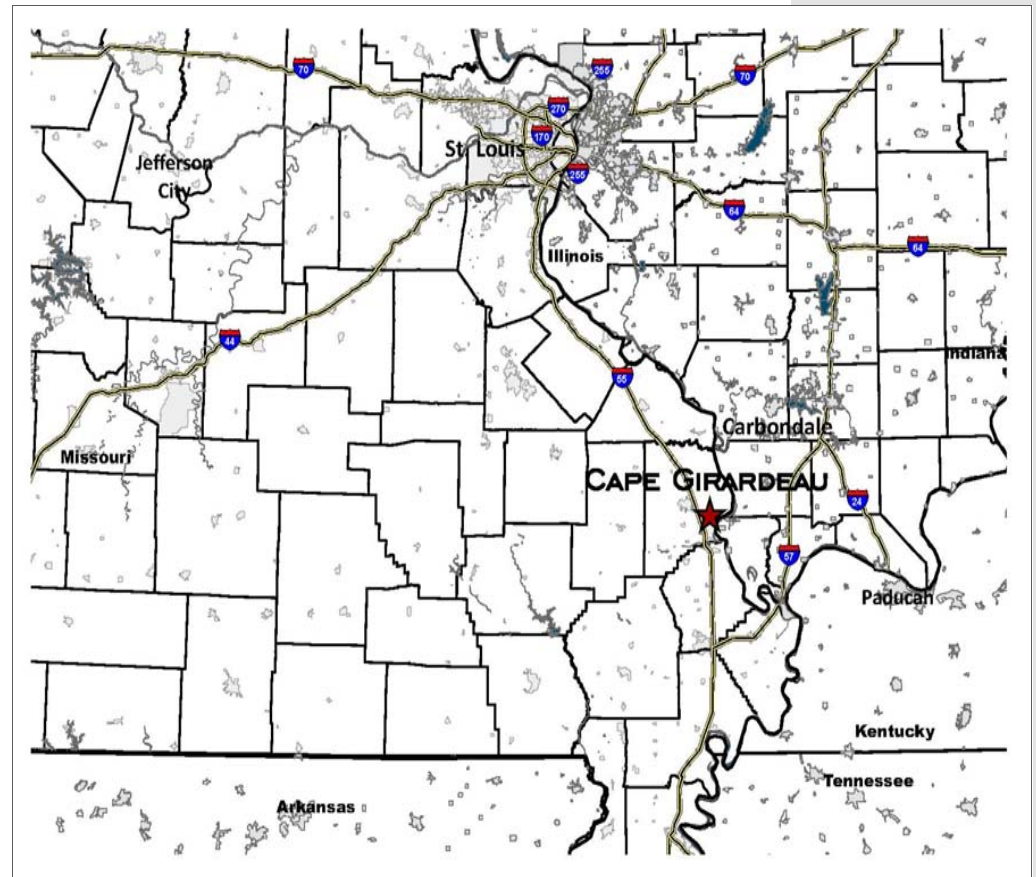 70
255
70
270
170
St. Louis
Jefferson
City
255
64
64
Illinois
44
Indiana
55
Carbondale
Missouri
CAPE GIRARDEAU
24
57
Paducah
Kentucky
Tennessee
Arkansas